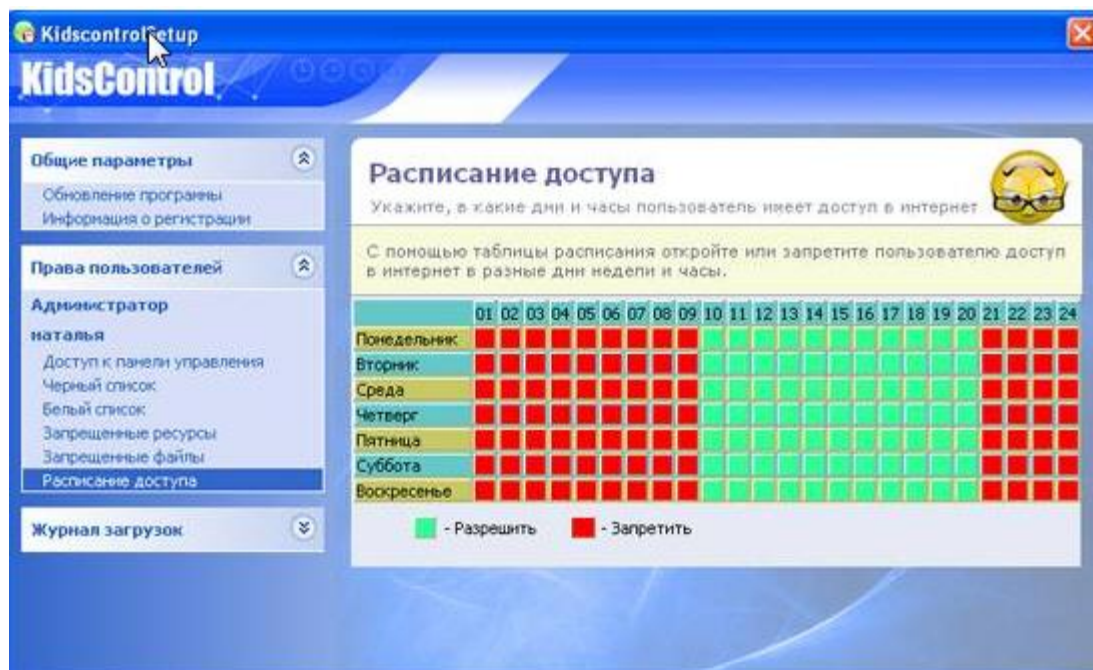 KidscontrolSetup
KidsControl
Общие параметры
Обновление программы
Информация о регистрации
Права пользователей
Администратор
наталья
Доступ к панели управления
Черный список
Белый список
Запрещенные ресурсы
Запрещенные файлы
Расписание доступа
Журнал загрузок
Расписание доступа
Укажите, в какие дни и часы пользователь имеет доступ в интернет
С помощью таблицы расписания откройте или запретите пользователю доступ
в интернет в разные дни недели и часы.
01 02 03 04 05 06 07 08 09 10 11 12 13 14 15 16 17 18 19 20 21 22 23 24
Понедельник
Вторник
Среда
Четверг
Пятница
Суббота
Воскресенье
- Разрешить - Запретить